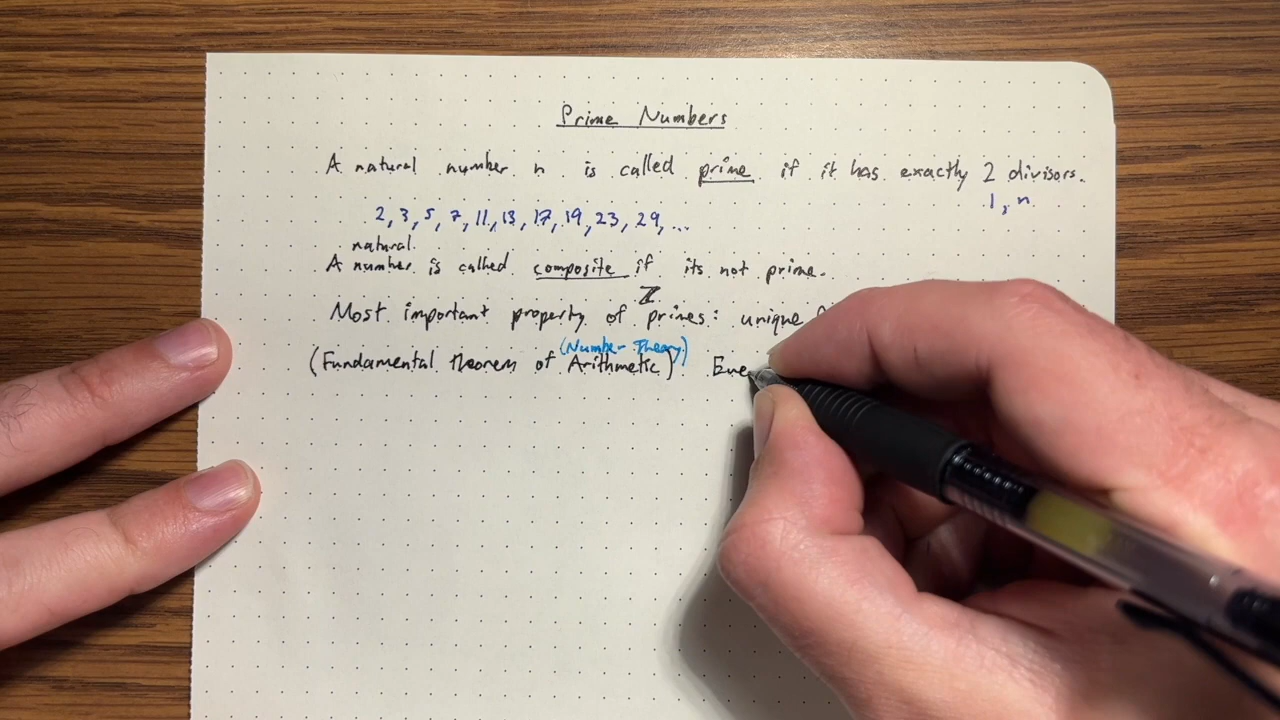 Prime Numbers
A natural number n is called prime if it has exactly 2 divisors.
1, n
2, 3, 5, 7, 11, 13, 17, 19, 23, 29, ...
natural
A number is called composite if its not prime.
ℤ
Most important property of primes: unique
(Number Theory)
(Fundamental theorem of Arithmetic) Eve